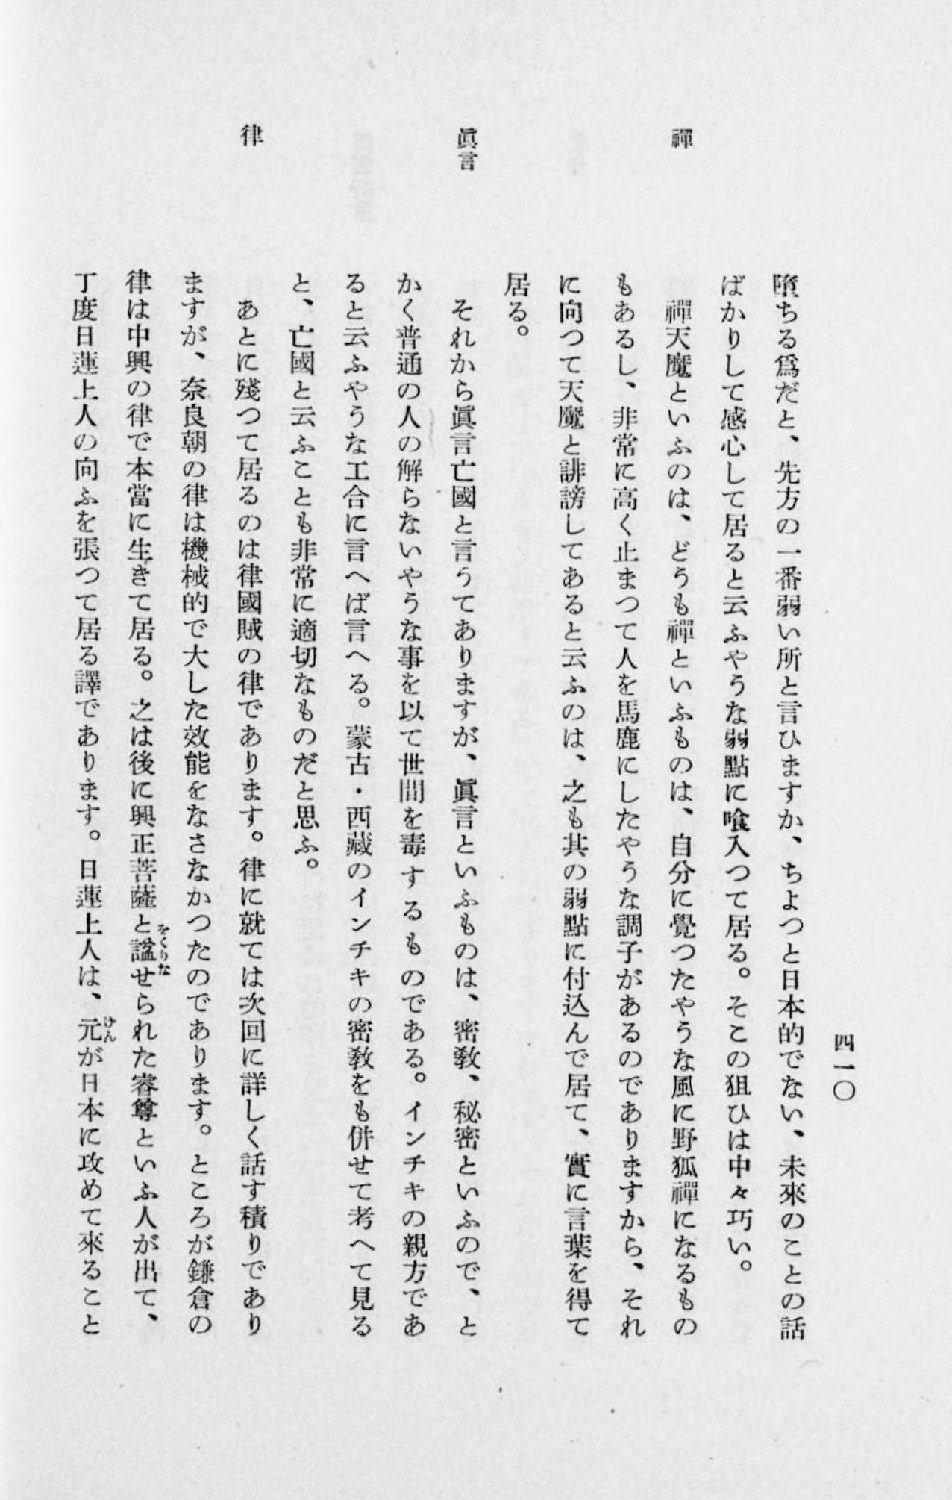 四一〇
墮ちる爲だと、先方の一番弱い所と言ひますか、ちよつと日本的でない、未來のことの話
ばかりして感心して居ると云ふやうな弱點に喰入つて居る。そこの狙ひは中々巧い。
禪
禪天魔といふのは、どうも禪といふものは、自分に覺つたやうな風に野狐禪になるもの
もあるし、非常に高く止まつて人を馬鹿にしたやうな調子があるのでありますから、それ
に向つて天魔と誹謗してあると云ふのは、之も其の弱點に付込んで居て、實に言葉を得て
居る。
眞言
それから眞言亡國と言うてありますが、眞言といふものは、密敎、秘密といふので、と
かく普通の人の解らないやうな事を以て世間を毒するものである。インチキの親方であ
ると云ふやうな工合に言へば言へる。蒙古・西藏のインチキの密敎をも併せて考へて見る
と、亡國と云ふことも非常に適切なものだと思ふ。
律
あとに殘つて居るのは律國賊の律であります。律に就ては次回に詳しく話す積りであり
ますが、奈良朝の律は機械的で大した效能をなさなかつたのであります。ところが鎌倉の
律は中興の律で本當に生きて居る。之は後に興正菩薩と諡せられた睿尊といふ人が出て、
をくりな
丁度日蓮上人の向ふを張つて居る譯であります。日蓮上人は、元が日本に攻めて來ること
げん